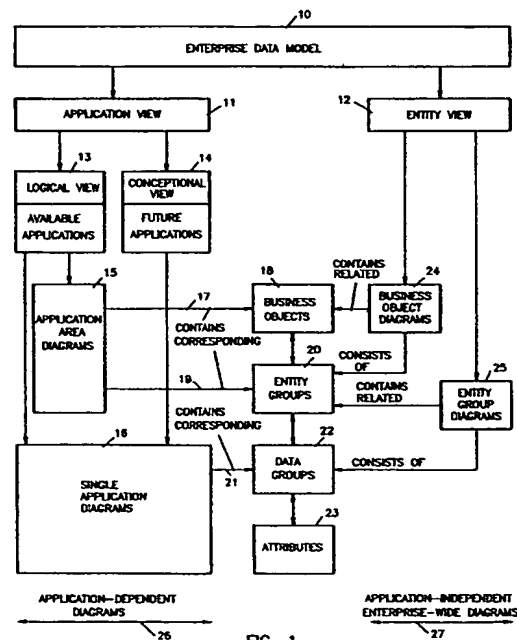 10
ENTERPRISE DATA MODEL
11
APPLICATION VIEW
12
ENTITY VIEW
13
LOGICAL VIEW
AVAILABLE
APPLICATIONS
14
CONCEPTIONAL
VIEW
FUTURE
APPLICATIONS
15
APPLICATION
AREA
DIAGRAMS
17
CONTAINS
CORRESPONDING
18
BUSINESS
OBJECTS
CONTAINS
RELATED
24
BUSINESS
OBJECT
DIAGRAMS
19
20
ENTITY
GROUPS
CONSISTS
OF
CONTAINS
RELATED
25
ENTITY
GROUP
DIAGRAMS
16
SINGLE
APPLICATION
DIAGRAMS
CONTAINS
CORRESPONDING
21
22
DATA
GROUPS
CONSISTS OF
23
ATTRIBUTES
APPLICATION-DEPENDENT
DIAGRAMS
26
FIG. 1
APPLICATION-INDEPENDENT
ENTERPRISE-WIDE DIAGRAMS
27